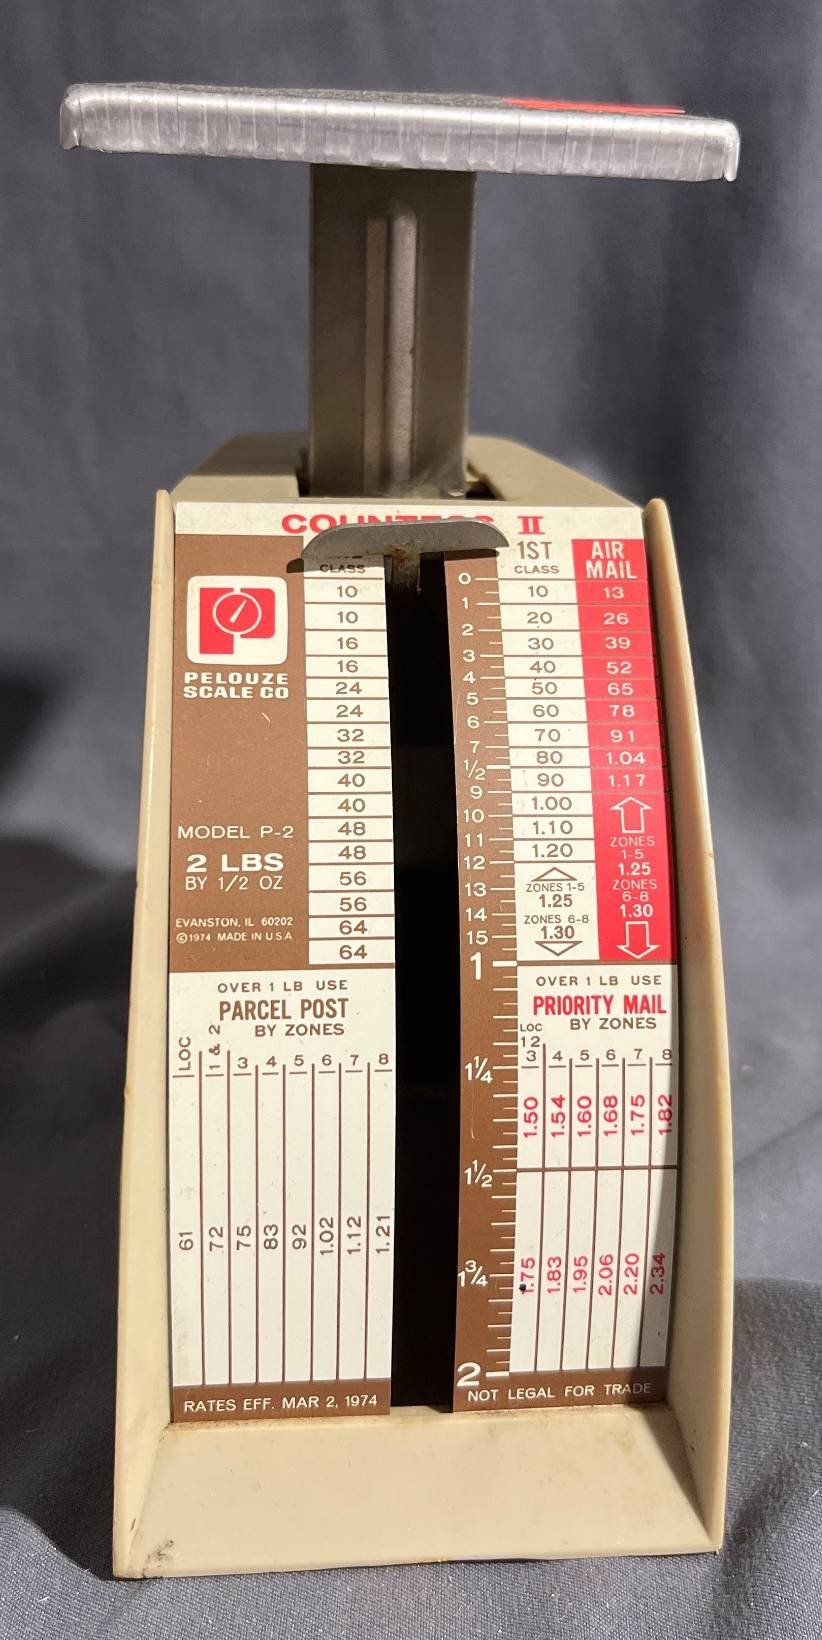 COUNTESS II
CLASS
10
10
16
16
24
24
32
32
40
40
48
48
56
56
64
64
PELOUZE
SCALE CO
MODEL P-2
2 LBS
BY 1/2 OZ
EVANSTON, IL 60202
©1974 MADE IN U.S.A
0
1
2
3
4
5
6
7
1/2
9
10
11
12
13
14
15
1
1¼
1½
1¾
2
1ST
CLASS
10
20
30
40
50
60
70
80
90
1.00
1.10
1.20
ZONES 1-5
1.25
ZONES 6-8
1.30
AIR
MAIL
13
26
39
52
65
78
91
1.04
1.17
ZONES
1-5
1.25
ZONES
6-8
1.30
OVER 1 LB USE
PARCEL POST
BY ZONES
LOC 1 & 2 3 4 5 6 7 8
61 .72 75 83 92 1.02 1.12 1.21
RATES EFF. MAR 2, 1974
OVER 1 LB USE
PRIORITY MAIL
BY ZONES
LOC
1 2
3 4 5 6 7 8
1.50 1.54 1.60 1.68 1.75 1.82
1.75 1.83 1.95 2.06 2.20 2.34
NOT LEGAL FOR TRADE